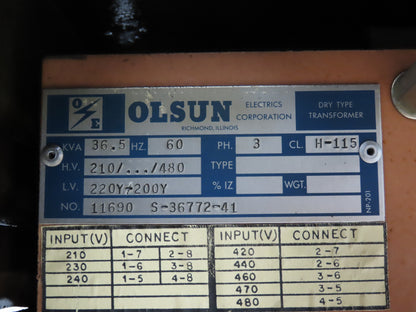 O E OLSUN ELECTRICS CORPORATION DRY TYPE TRANSFORMER
RICHMOND, ILLINOIS
KVA 36.5 HZ. 60 PH. 3 CL. H-115
H.V. 210/.../480 TYPE
L.V. 220Y-200Y % IZ WGT.
NO. 11690 S-36772-41
NP-201
INPUT(V) CONNECT
210 1-7 2-8
230 1-6 3-8
240 1-5 4-8
INPUT(V) CONNECT
420 2-7
440 2-6
460 3-6
470 3-5
480 4-5